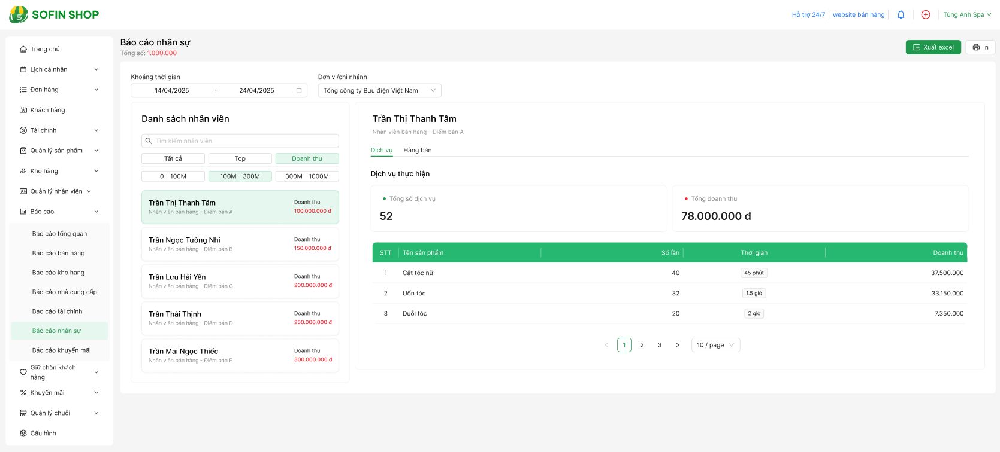 SOFIN SHOP
Hỗ trợ 24/7
website bán hàng
Tùng Anh Spa
Trang chủ
Lịch cá nhân
Đơn hàng
Khách hàng
Tài chính
Quản lý sản phẩm
Kho hàng
Quản lý nhân viên
Báo cáo
Báo cáo tổng quan
Báo cáo bán hàng
Báo cáo kho hàng
Báo cáo nhà cung cấp
Báo cáo tài chính
Báo cáo nhân sự
Báo cáo khuyến mãi
Giữ chân khách
hàng
Khuyến mãi
Quản lý chuỗi
Cấu hình
Báo cáo nhân sự
Tổng số: 1.000.000
Xuất excel
In
Khoảng thời gian
14/04/2025 → 24/04/2025
Đơn vị/chi nhánh
Tổng công ty Bưu điện Việt Nam
Danh sách nhân viên
Tìm kiếm nhân viên
Tất cả
Top
Doanh thu
0 - 100M
100M - 300M
300M - 1000M
Trần Thị Thanh Tâm
Nhân viên bán hàng - Điểm bán A
Doanh thu
100.000.000 đ
Trần Ngọc Tường Nhi
Nhân viên bán hàng - Điểm bán B
Doanh thu
150.000.000 đ
Trần Lưu Hải Yến
Nhân viên bán hàng - Điểm bán C
Doanh thu
200.000.000 đ
Trần Thái Thịnh
Nhân viên bán hàng - Điểm bán D
Doanh thu
250.000.000 đ
Trần Mai Ngọc Thiếc
Nhân viên bán hàng - Điểm bán E
Doanh thu
300.000.000 đ
Trần Thị Thanh Tâm
Nhân viên bán hàng - Điểm bán A
Dịch vụ
Hàng bán
Dịch vụ thực hiện
Tổng số dịch vụ
52
Tổng doanh thu
78.000.000 đ
STT Tên sản phẩm Số lần Thời gian Doanh thu
1 Cắt tóc nữ 40 45 phút 37.500.000
2 Uốn tóc 32 1.5 giờ 33.150.000
3 Duỗi tóc 20 2 giờ 7.350.000
< 1 2 3 > 10 / page